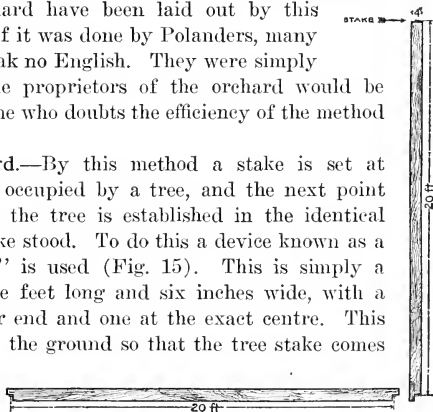 ard have been laid out by this
f it was done by Polanders, many
k no English. They were simply
e proprietors of the orchard would be
ne who doubts the efficiency of the method
rd.—By this method a stake is set at
occupied by a tree, and the next point
the tree is established in the identical
ke stood. To do this a device known as a
” is used (Fig. 15). This is simply a
e feet long and six inches wide, with a
r end and one at the exact centre. This
the ground so that the tree stake comes
STAKE
4"
20 ft
20 ft